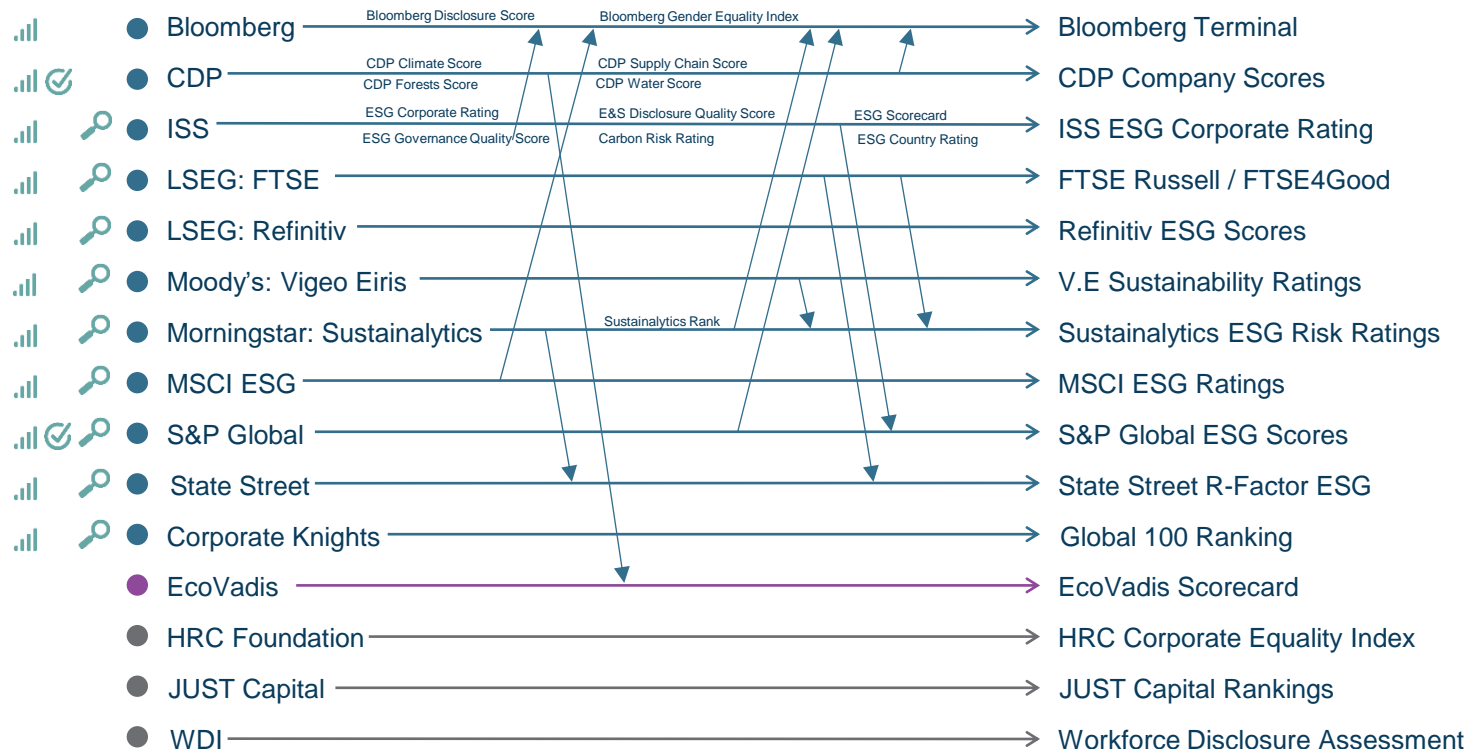 Bloomberg Bloomberg Disclosure Score Bloomberg Gender Equality Index Bloomberg Terminal
CDP CDP Climate Score CDP Supply Chain Score CDP Company Scores
CDP Forests Score CDP Water Score
ISS ESG Corporate Rating E&S Disclosure Quality Score ESG Scorecard ISS ESG Corporate Rating
ESG Governance Quality Score Carbon Risk Rating ESG Country Rating
LSEG: FTSE FTSE Russell / FTSE4Good
LSEG: Refinitiv Refinitiv ESG Scores
Moody's: Vigeo Eiris V.E Sustainability Ratings
Morningstar: Sustainalytics Sustainalytics Rank Sustainalytics ESG Risk Ratings
MSCI ESG MSCI ESG Ratings
S&P Global S&P Global ESG Scores
State Street State Street R-Factor ESG
Corporate Knights Global 100 Ranking
EcoVadis EcoVadis Scorecard
HRC Foundation HRC Corporate Equality Index
JUST Capital JUST Capital Rankings
WDI Workforce Disclosure Assessment